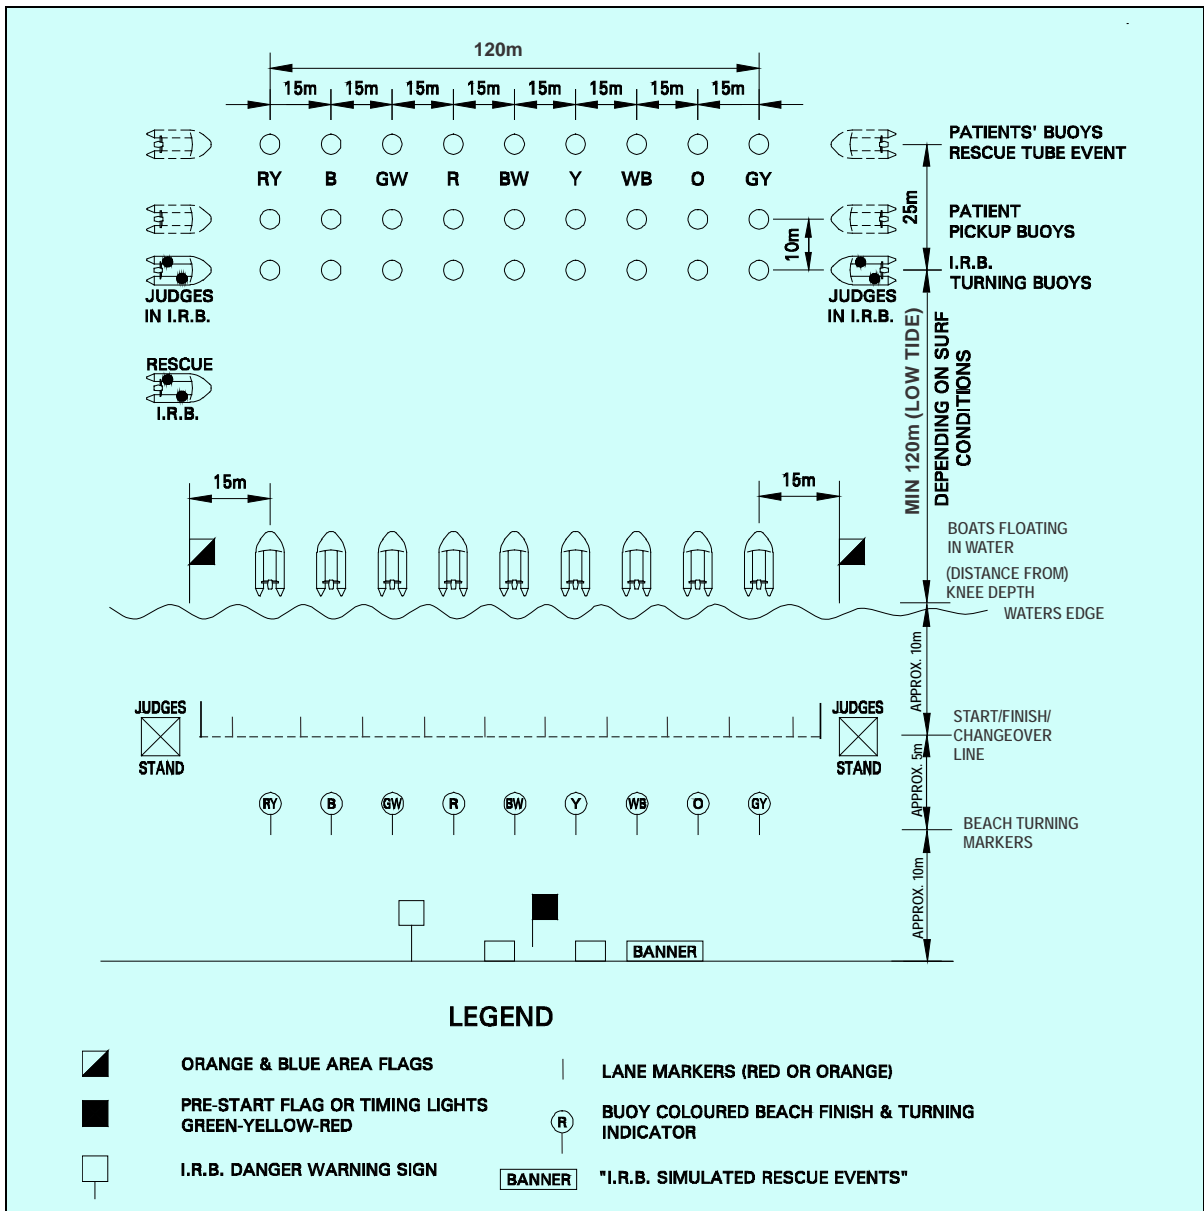 120m
15m 15m 15m 15m 15m 15m 15m 15m
PATIENTS' BUOYS
RESCUE TUBE EVENT
RY B GW R BW Y WB O GY
25m
PATIENT
PICKUP BUOYS
10m
I.R.B.
TURNING BUOYS
JUDGES
IN I.R.B.
JUDGES
IN I.R.B.
RESCUE
I.R.B.
MIN 120m (LOW TIDE)
DEPENDING ON SURF
CONDITIONS
15m
15m
BOATS FLOATING
IN WATER
(DISTANCE FROM)
KNEE DEPTH
WATERS EDGE
APPROX. 10m
JUDGES
STAND
JUDGES
STAND
START/FINISH/
CHANGEOVER
LINE
APPROX. 5m
RY B GW R BW Y WB O GY
BEACH TURNING
MARKERS
APPROX. 10m
BANNER
LEGEND
ORANGE & BLUE AREA FLAGS
LANE MARKERS (RED OR ORANGE)
PRE-START FLAG OR TIMING LIGHTS
GREEN-YELLOW-RED
R
BUOY COLOURED BEACH FINISH & TURNING
INDICATOR
I.R.B. DANGER WARNING SIGN
BANNER
"I.R.B. SIMULATED RESCUE EVENTS"